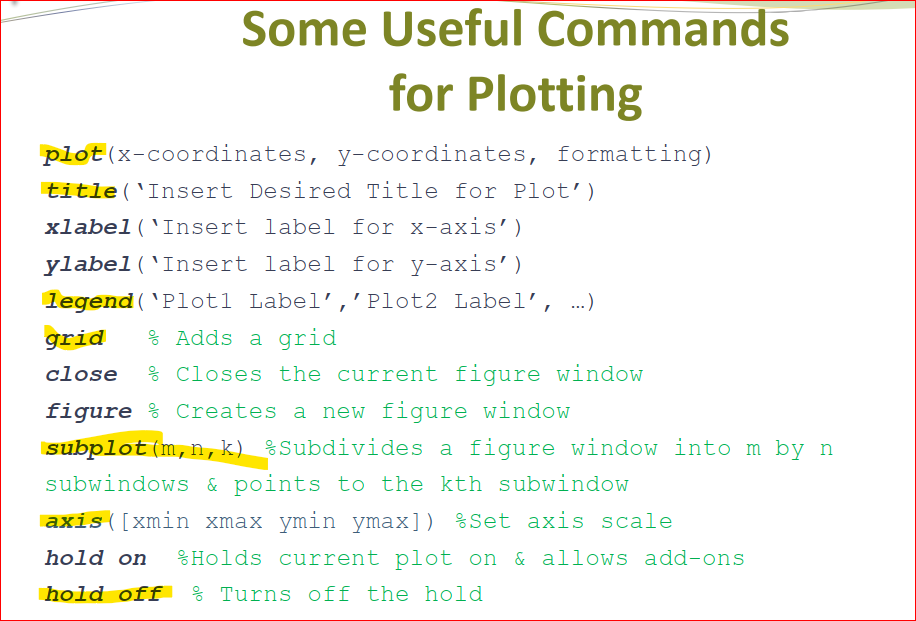 Some Useful Commands
for Plotting
plot(x-coordinates, y-coordinates, formatting)
title(‘Insert Desired Title for Plot’)
xlabel(‘Insert label for x-axis’)
ylabel(‘Insert label for y-axis’)
legend(‘Plot1 Label’,’Plot2 Label’, …)
grid % Adds a grid
close % Closes the current figure window
figure % Creates a new figure window
subplot(m,n,k) %Subdivides a figure window into m by n
subwindows & points to the kth subwindow
axis([xmin xmax ymin ymax]) %Set axis scale
hold on %Holds current plot on & allows add-ons
hold off % Turns off the hold